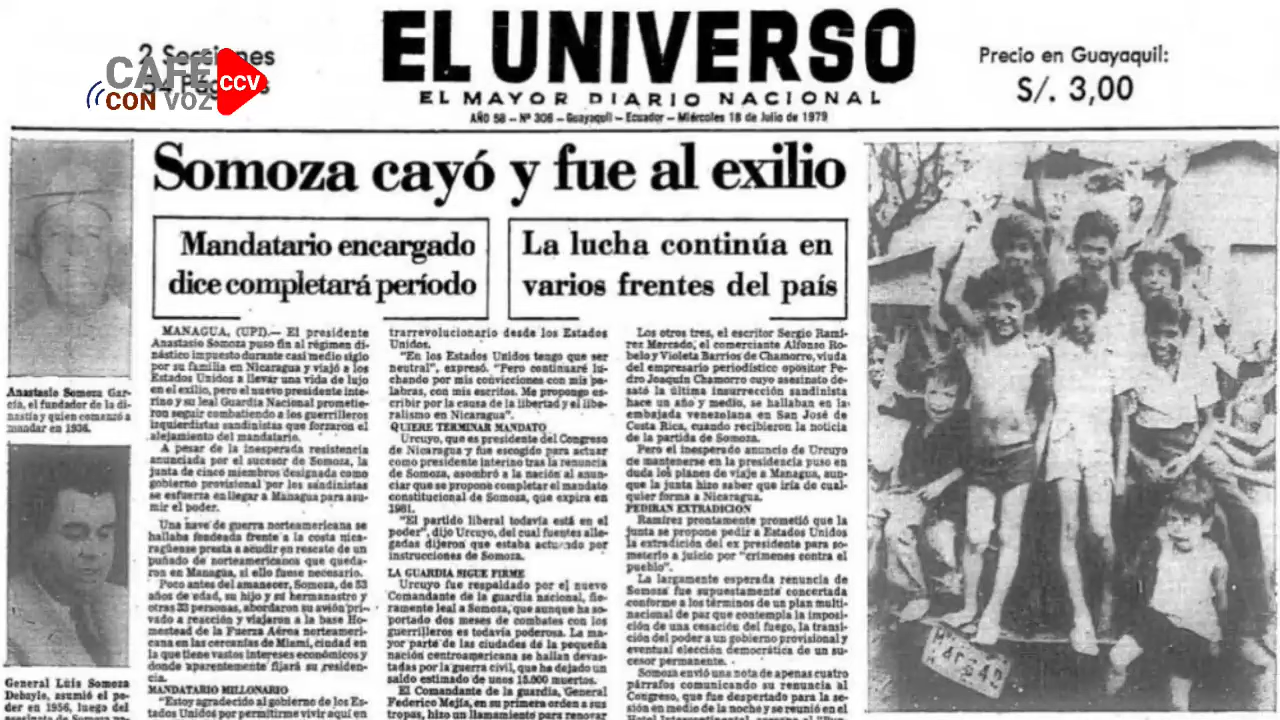 2 Secciones
CAFE
CON VOZ
CCV
EL UNIVERSO
EL MAYOR DIARIO NACIONAL
AÑO 58 — Nº 306 — Guayaquil — Ecuador — Miércoles 18 de Julio de 1979
Precio en Guayaquil:
S/. 3,00
Somoza cayó y fue al exilio
Mandatario encargado
dice completará período
La lucha continúa en
varios frentes del país
Anastasio Somoza Gar-
cía, el fundador de la di-
nastía y quien comenzó a
mandar en 1936.
General Luis Somoza
Debayle, asumió el po-
der en 1956, luego del
MANAGUA, (UPI).— El presidente
Anastasio Somoza puso fin al régimen di-
nástico impuesto durante casi medio siglo
por su familia en Nicaragua y viajó a los
Estados Unidos a llevar una vida de lujo
en el exilio, pero el nuevo presidente inte-
rino y su leal Guardia Nacional prometie-
ron seguir combatiendo a los guerrilleros
izquierdistas sandinistas que forzaron el
alejamiento del mandatario.
A pesar de la inesperada resistencia
anunciada por el sucesor de Somoza, la
junta de cinco miembros designada como
gobierno provisional por los sandinistas
se esfuerza en llegar a Managua para asu-
mir el poder.
Una nave de guerra norteamericana se
hallaba fondeada frente a la costa nica-
ragüense presta a acudir en rescate de un
puñado de norteamericanos que queda-
ron en Managua, si ello fuese necesario.
Poco antes del amanecer, Somoza, de 53
años de edad, su hijo y su hermanastro y
otras 33 personas, abordaron su avión pri-
vado a reacción y viajaron a la base Ho-
mestead de la Fuerza Aérea norteameri-
cana en las cercanías de Miami, ciudad en
la que tiene vastos intereses económicos y
donde aparentemente fijará su residen-
cia.
MANDATARIO MILLONARIO
"Estoy agradecido al gobierno de los Es-
tados Unidos por permitirme vivir aquí en
trarrevolucionario desde los Estados
Unidos.
"En los Estados Unidos tengo que ser
neutral", expresó. "Pero continuaré lu-
chando por mis convicciones con mis pa-
labras, con mis escritos. Me propongo es-
cribir por la causa de la libertad y el libe-
ralismo en Nicaragua".
QUIERE TERMINAR MANDATO
Urcuyo, que es presidente del Congreso
de Nicaragua y fue escogido para actuar
como presidente interino tras la renuncia
de Somoza, asombró a la nación al anun-
ciar que se propone completar el mandato
constitucional de Somoza, que expira en
1981.
"El partido liberal todavía está en el
poder", dijo Urcuyo, del cual fuentes alle-
gadas dijeron que estaba actuando por
instrucciones de Somoza.
LA GUARDIA SIGUE FIRME
Urcuyo fue respaldado por el nuevo
Comandante de la guardia nacional, fie-
ramente leal a Somoza, que aunque ha so-
portado dos meses de combates con los
guerrilleros es todavía poderosa. La ma-
yor parte de las ciudades de la pequeña
nación centroamericana se hallan devas-
tadas por la guerra civil, que ha dejado un
saldo estimado de unos 15.000 muertos.
El Comandante de la guardia, General
Federico Mejía, en su primera orden a sus
tropas, hizo un llamamiento para renovar
Los otros tres, el escritor Sergio Ramí-
rez Mercado, el comerciante Alfonso Ro-
belo y Violeta Barrios de Chamorro, viuda
del empresario periodístico opositor Pe-
dro Joaquín Chamorro cuyo asesinato de-
sató la última insurrección sandinista
hace un año y medio, se hallaban en la
embajada venezolana en San José de
Costa Rica, cuando recibieron la noticia
de la partida de Somoza.
Pero el inesperado anuncio de Urcuyo
de mantenerse en la presidencia puso en
duda los planes de viaje a Managua, aun-
que la junta hizo saber que iría de cual-
quier forma a Nicaragua.
PEDIRAN EXTRADICION
Ramírez prontamente prometió que la
junta se propone pedir a Estados Unidos
la extradición del ex presidente para so-
meterlo a juicio por "crímenes contra el
pueblo".
La largamente esperada renuncia de
Somoza fue supuestamente concertada
conforme a los términos de un plan multi-
nacional de paz que contempla la imposi-
ción de una cesación del fuego, la transi-
ción del poder a un gobierno provisional y
eventual elección democrática de un su-
cesor permanente.
Somoza envió una nota de apenas cuatro
párrafos comunicando su renuncia al
Congreso, que fue despertado para la se-
sión en medio de la noche y se reunió en el